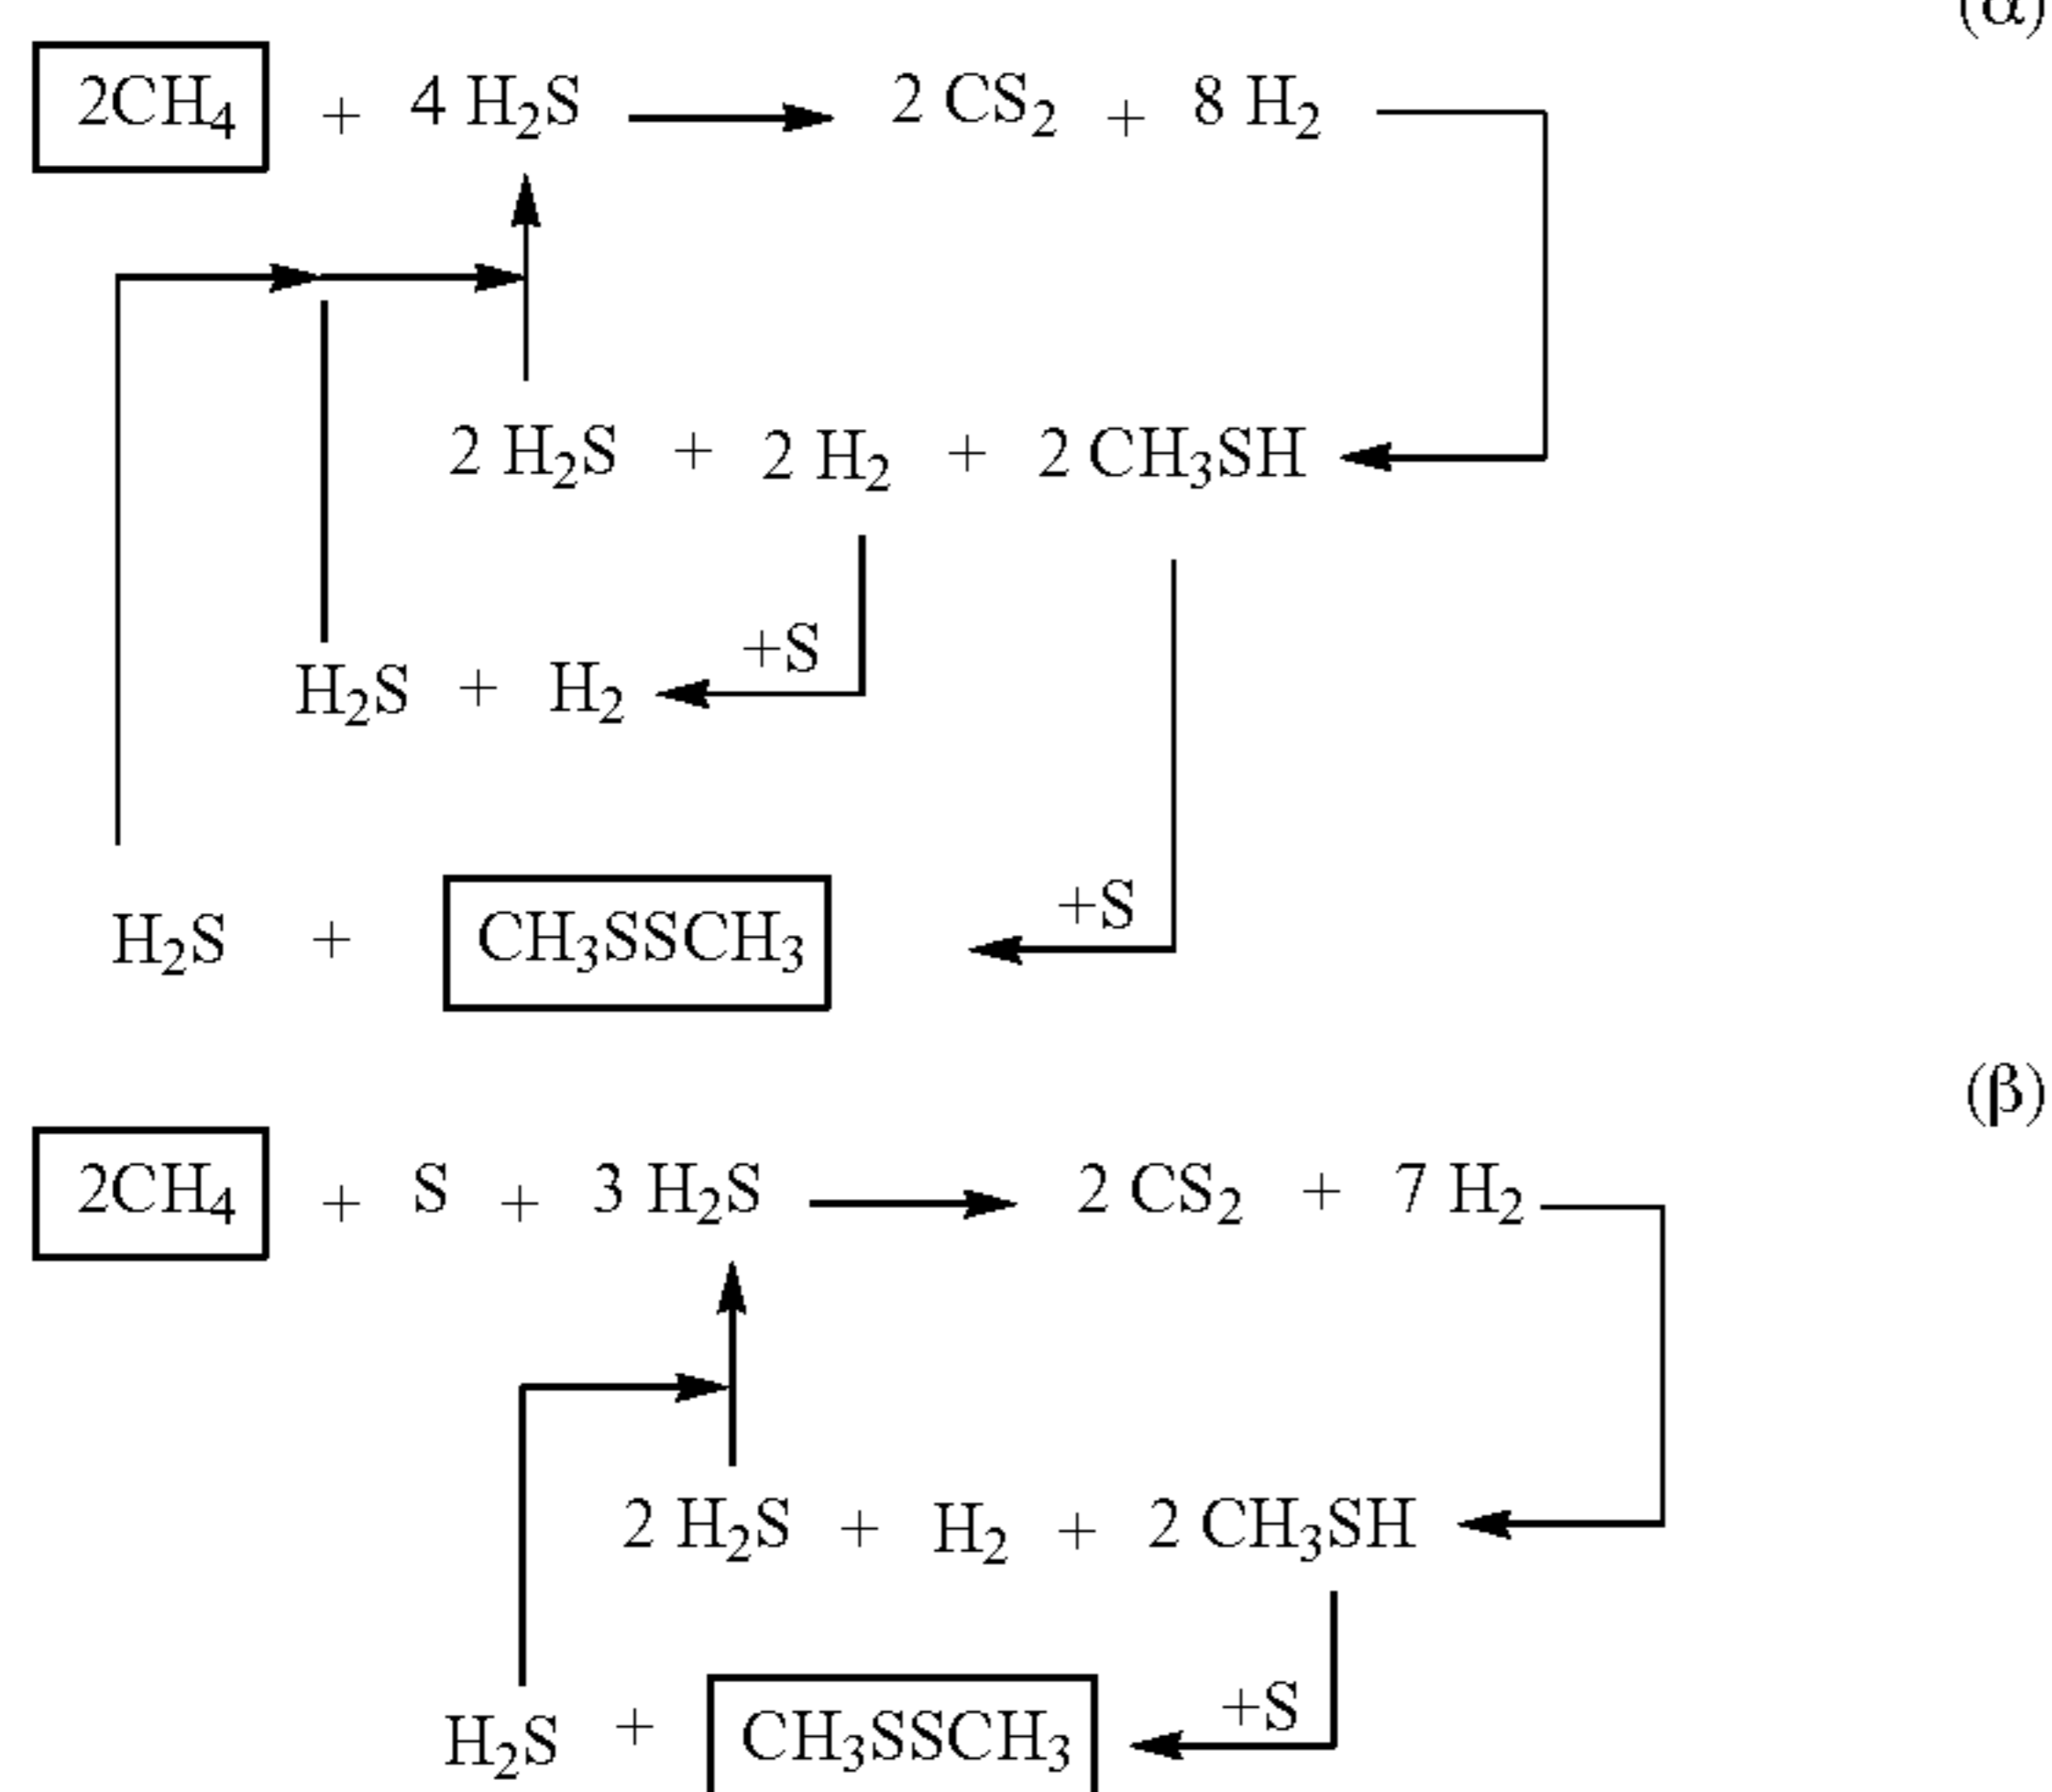 (α)
2CH₄ + 4 H₂S → 2 CS₂ + 8 H₂
2 H₂S + 2 H₂ + 2 CH₃SH
+S
H₂S + H₂
+S
H₂S + CH₃SSCH₃
(β)
2CH₄ + S + 3 H₂S → 2 CS₂ + 7 H₂
2 H₂S + H₂ + 2 CH₃SH
+S
H₂S + CH₃SSCH₃